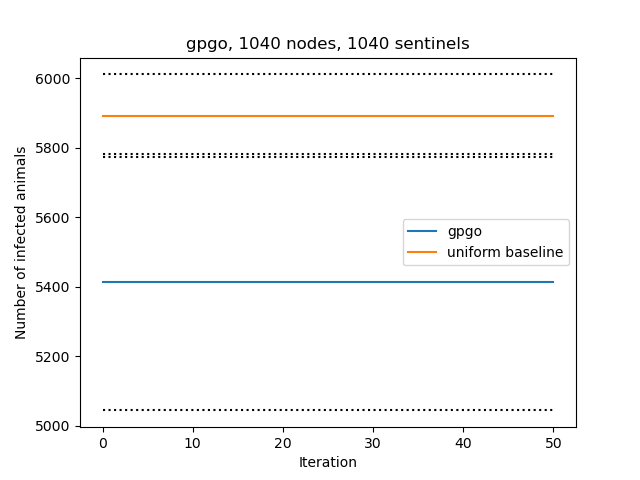 gpgo, 1040 nodes, 1040 sentinels
6000
5800
5600
5400
5200
5000
Number of infected animals
gpgo
uniform baseline
0
10
20
30
40
50
Iteration